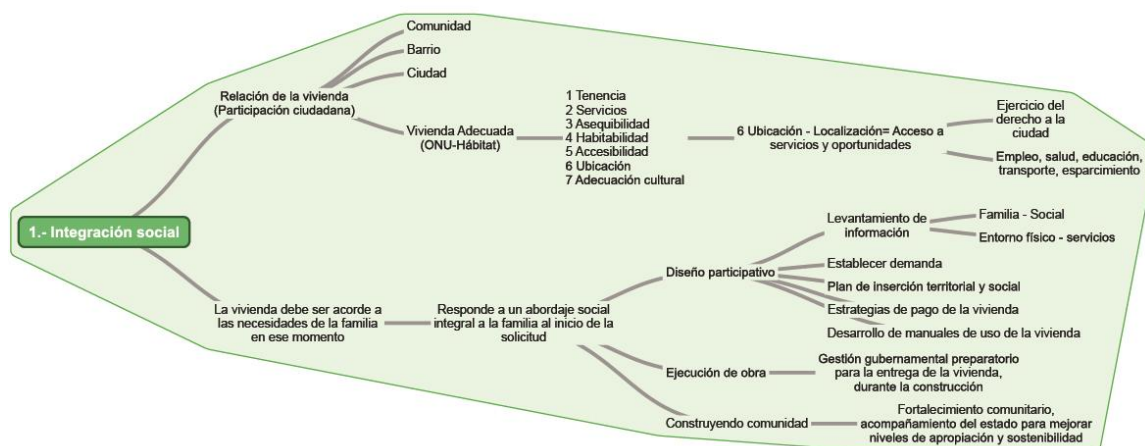 1.- Integración social
Relación de la vivienda
(Participación ciudadana)
Comunidad
Barrio
Ciudad
Vivienda Adecuada
(ONU-Hábitat)
1 Tenencia
2 Servicios
3 Asequibilidad
4 Habitabilidad
5 Accesibilidad
6 Ubicación
7 Adecuación cultural
6 Ubicación - Localización= Acceso a
servicios y oportunidades
Ejercicio del
derecho a la
ciudad
Empleo, salud, educación,
transporte, esparcimiento
La vivienda debe ser acorde a
las necesidades de la familia
en ese momento
Responde a un abordaje social
integral a la familia al inicio de la
solicitud
Diseño participativo
Levantamiento de
información
Familia - Social
Entorno físico - servicios
Establecer demanda
Plan de inserción territorial y social
Estrategias de pago de la vivienda
Desarrollo de manuales de uso de la vivienda
Ejecución de obra
Gestión gubernamental preparatorio
para la entrega de la vivienda,
durante la construcción
Construyendo comunidad
Fortalecimiento comunitario,
acompañamiento del estado para mejorar
niveles de apropiación y sostenibilidad